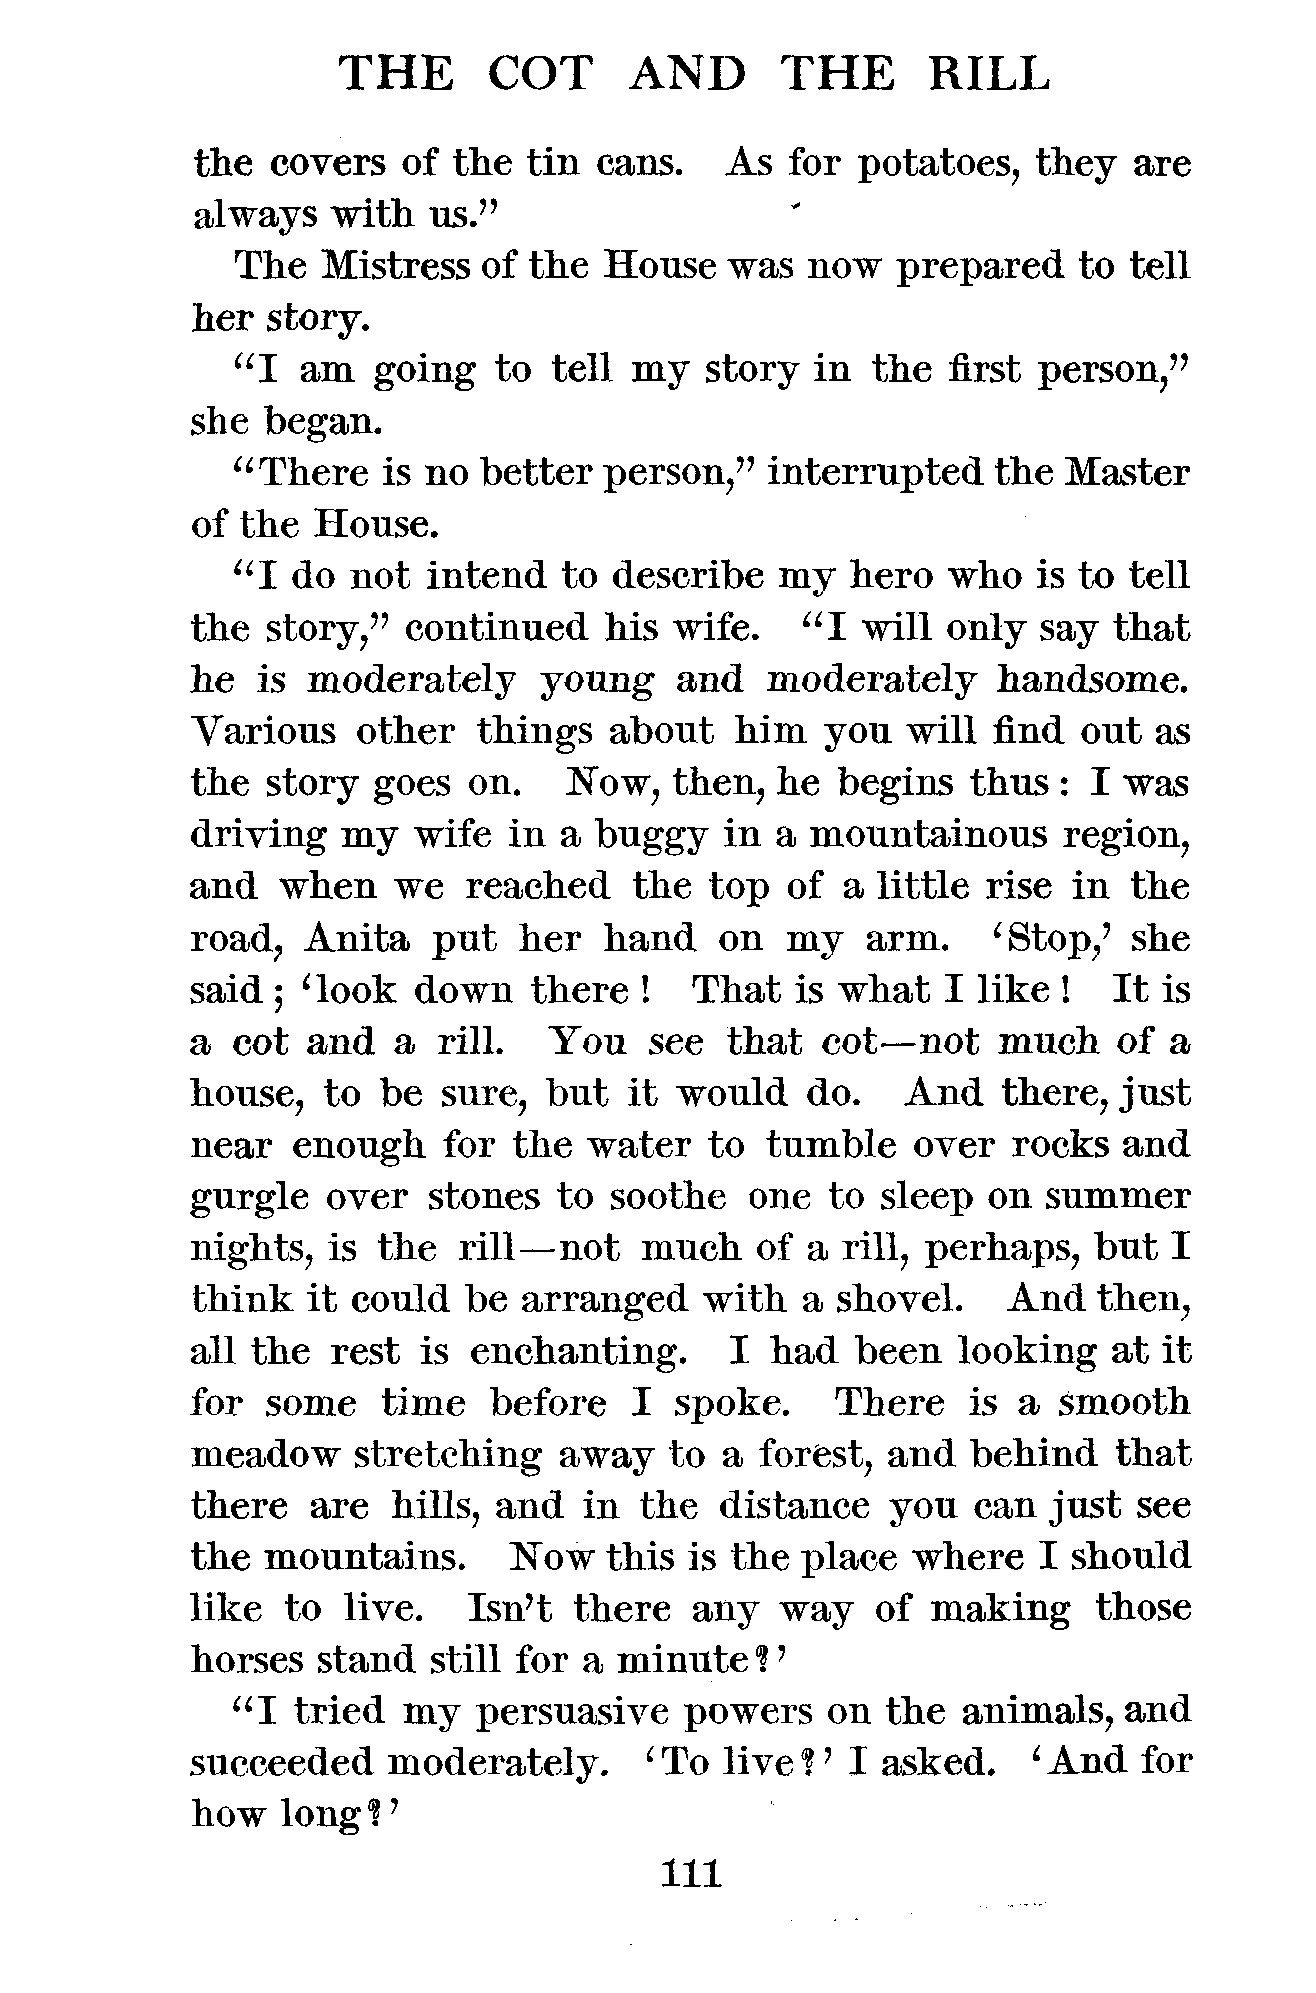 THE COT AND THE RILL
the covers of the tin cans. As for potatoes, they are
always with us.”
The Mistress of the House was now prepared to tell
her story.
“I am going to tell my story in the first person,”
she began.
“There is no better person,” interrupted the Master
of the House.
“I do not intend to describe my hero who is to tell
the story,” continued his wife. “I will only say that
he is moderately young and moderately handsome.
Various other things about him you will find out as
the story goes on. Now, then, he begins thus : I was
driving my wife in a buggy in a mountainous region,
and when we reached the top of a little rise in the
road, Anita put her hand on my arm. ‘Stop,’ she
said ; ‘look down there ! That is what I like ! It is
a cot and a rill. You see that cot—not much of a
house, to be sure, but it would do. And there, just
near enough for the water to tumble over rocks and
gurgle over stones to soothe one to sleep on summer
nights, is the rill—not much of a rill, perhaps, but I
think it could be arranged with a shovel. And then,
all the rest is enchanting. I had been looking at it
for some time before I spoke. There is a smooth
meadow stretching away to a forest, and behind that
there are hills, and in the distance you can just see
the mountains. Now this is the place where I should
like to live. Isn’t there any way of making those
horses stand still for a minute ?’
“I tried my persuasive powers on the animals, and
succeeded moderately. ‘To live ?’ I asked. ‘And for
how long ?’
111